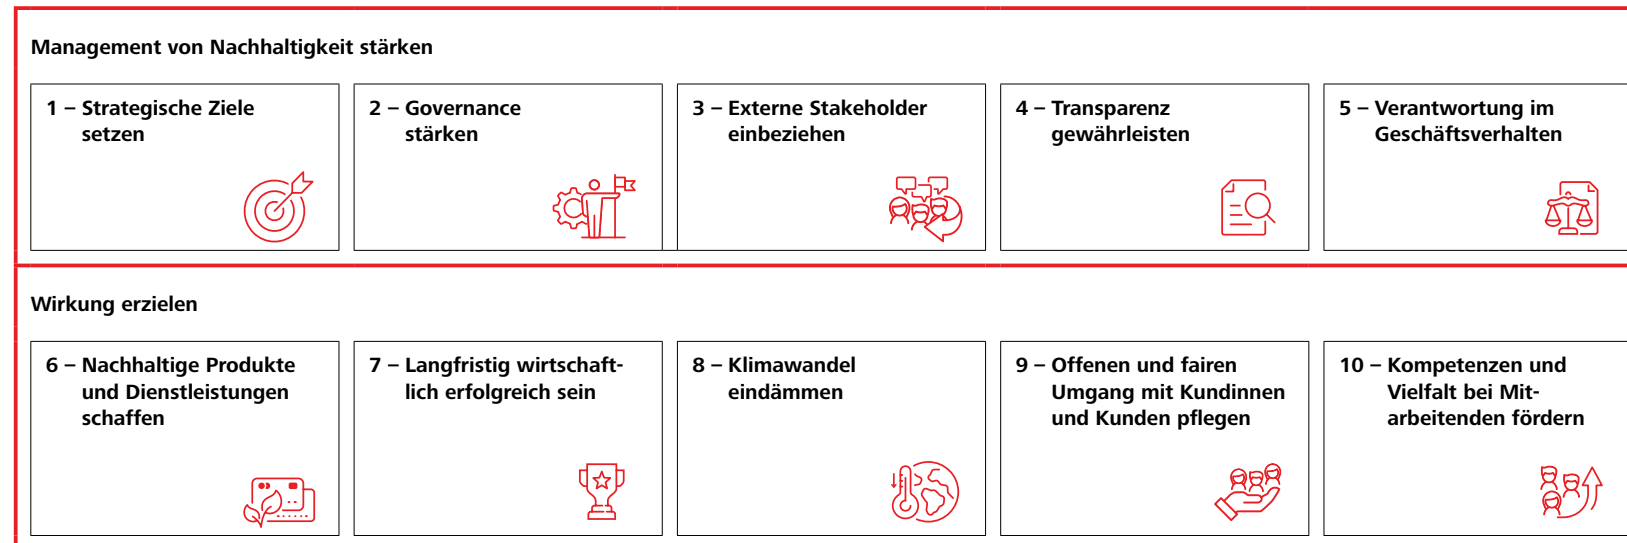 Management von Nachhaltigkeit stärken
1 – Strategische Ziele
setzen
2 – Governance
stärken
3 – Externe Stakeholder
einbeziehen
4 – Transparenz
gewährleisten
5 – Verantwortung im
Geschäftsverhalten
Wirkung erzielen
6 – Nachhaltige Produkte
und Dienstleistungen
schaffen
7 – Langfristig wirtschaft-
lich erfolgreich sein
8 – Klimawandel
eindämmen
9 – Offenen und fairen
Umgang mit Kundinnen
und Kunden pflegen
10 – Kompetenzen und
Vielfalt bei Mit-
arbeitenden fördern